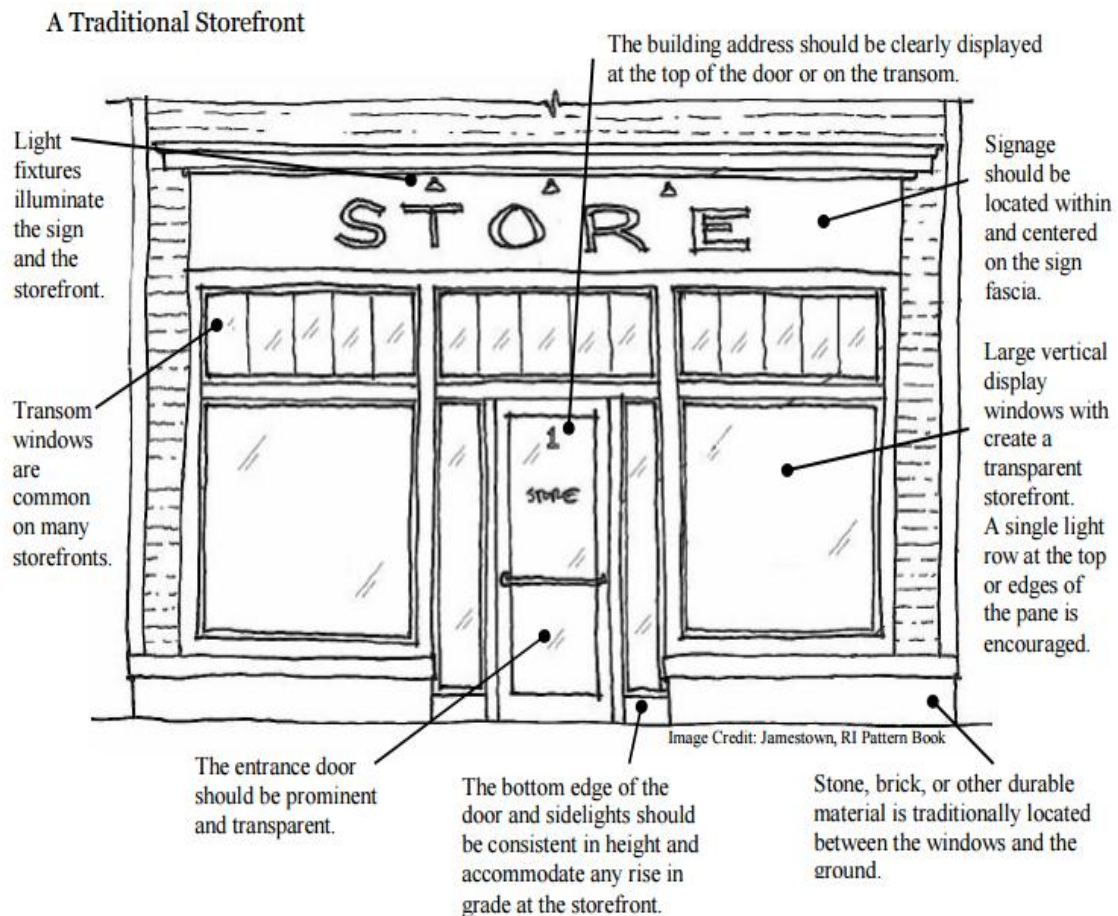 A Traditional Storefront
The building address should be clearly displayed
at the top of the door or on the transom.
Light
fixtures
illuminate
the sign
and the
storefront.
Signage
should be
located within
and centered
on the sign
fascia.
STORE
Large vertical
display
windows with
create a
transparent
storefront.
A single light
row at the top
or edges of
the pane is
encouraged.
Transom
windows
are
common
on many
storefronts.
1
STORE
Image Credit: Jamestown, RI Pattern Book
The entrance door
should be prominent
and transparent.
The bottom edge of the
door and sidelights should
be consistent in height and
accommodate any rise in
grade at the storefront.
Stone, brick, or other durable
material is traditionally located
between the windows and the
ground.